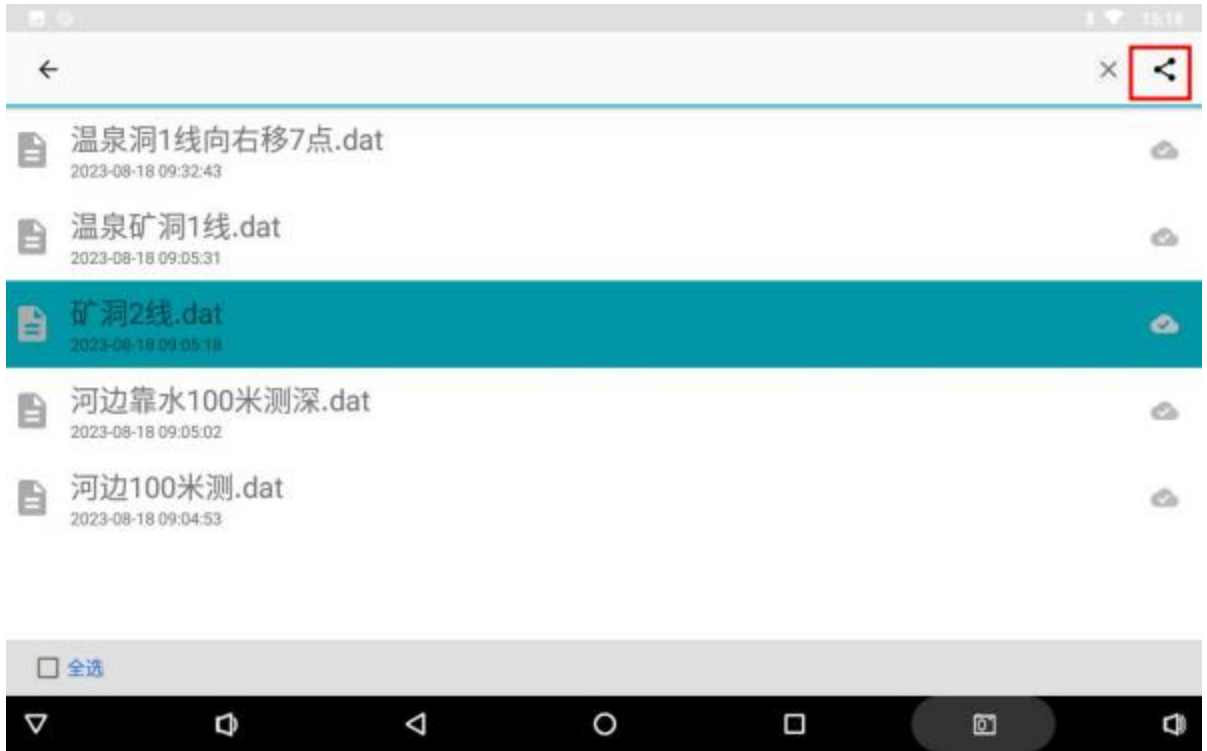 15:18
温泉洞1线向右移7点.dat
2023-08-18 09:32:43
温泉矿洞1线.dat
2023-08-18 09:05:31
矿洞2线.dat
2023-08-18 09:05:18
河边靠水100米测深.dat
2023-08-18 09:05:02
河边100米测.dat
2023-08-18 09:04:53
全选